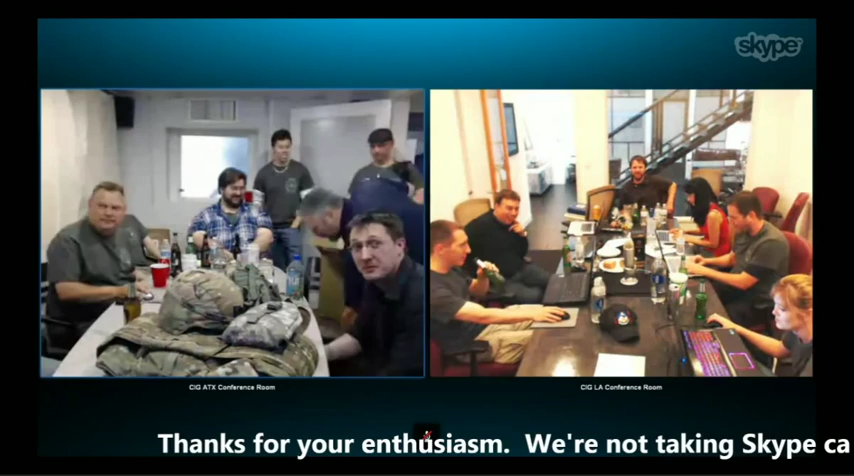 skype
CIG ATX Conference Room
CIG LA Conference Room
Thanks for your enthusiasm. We're not taking Skype ca